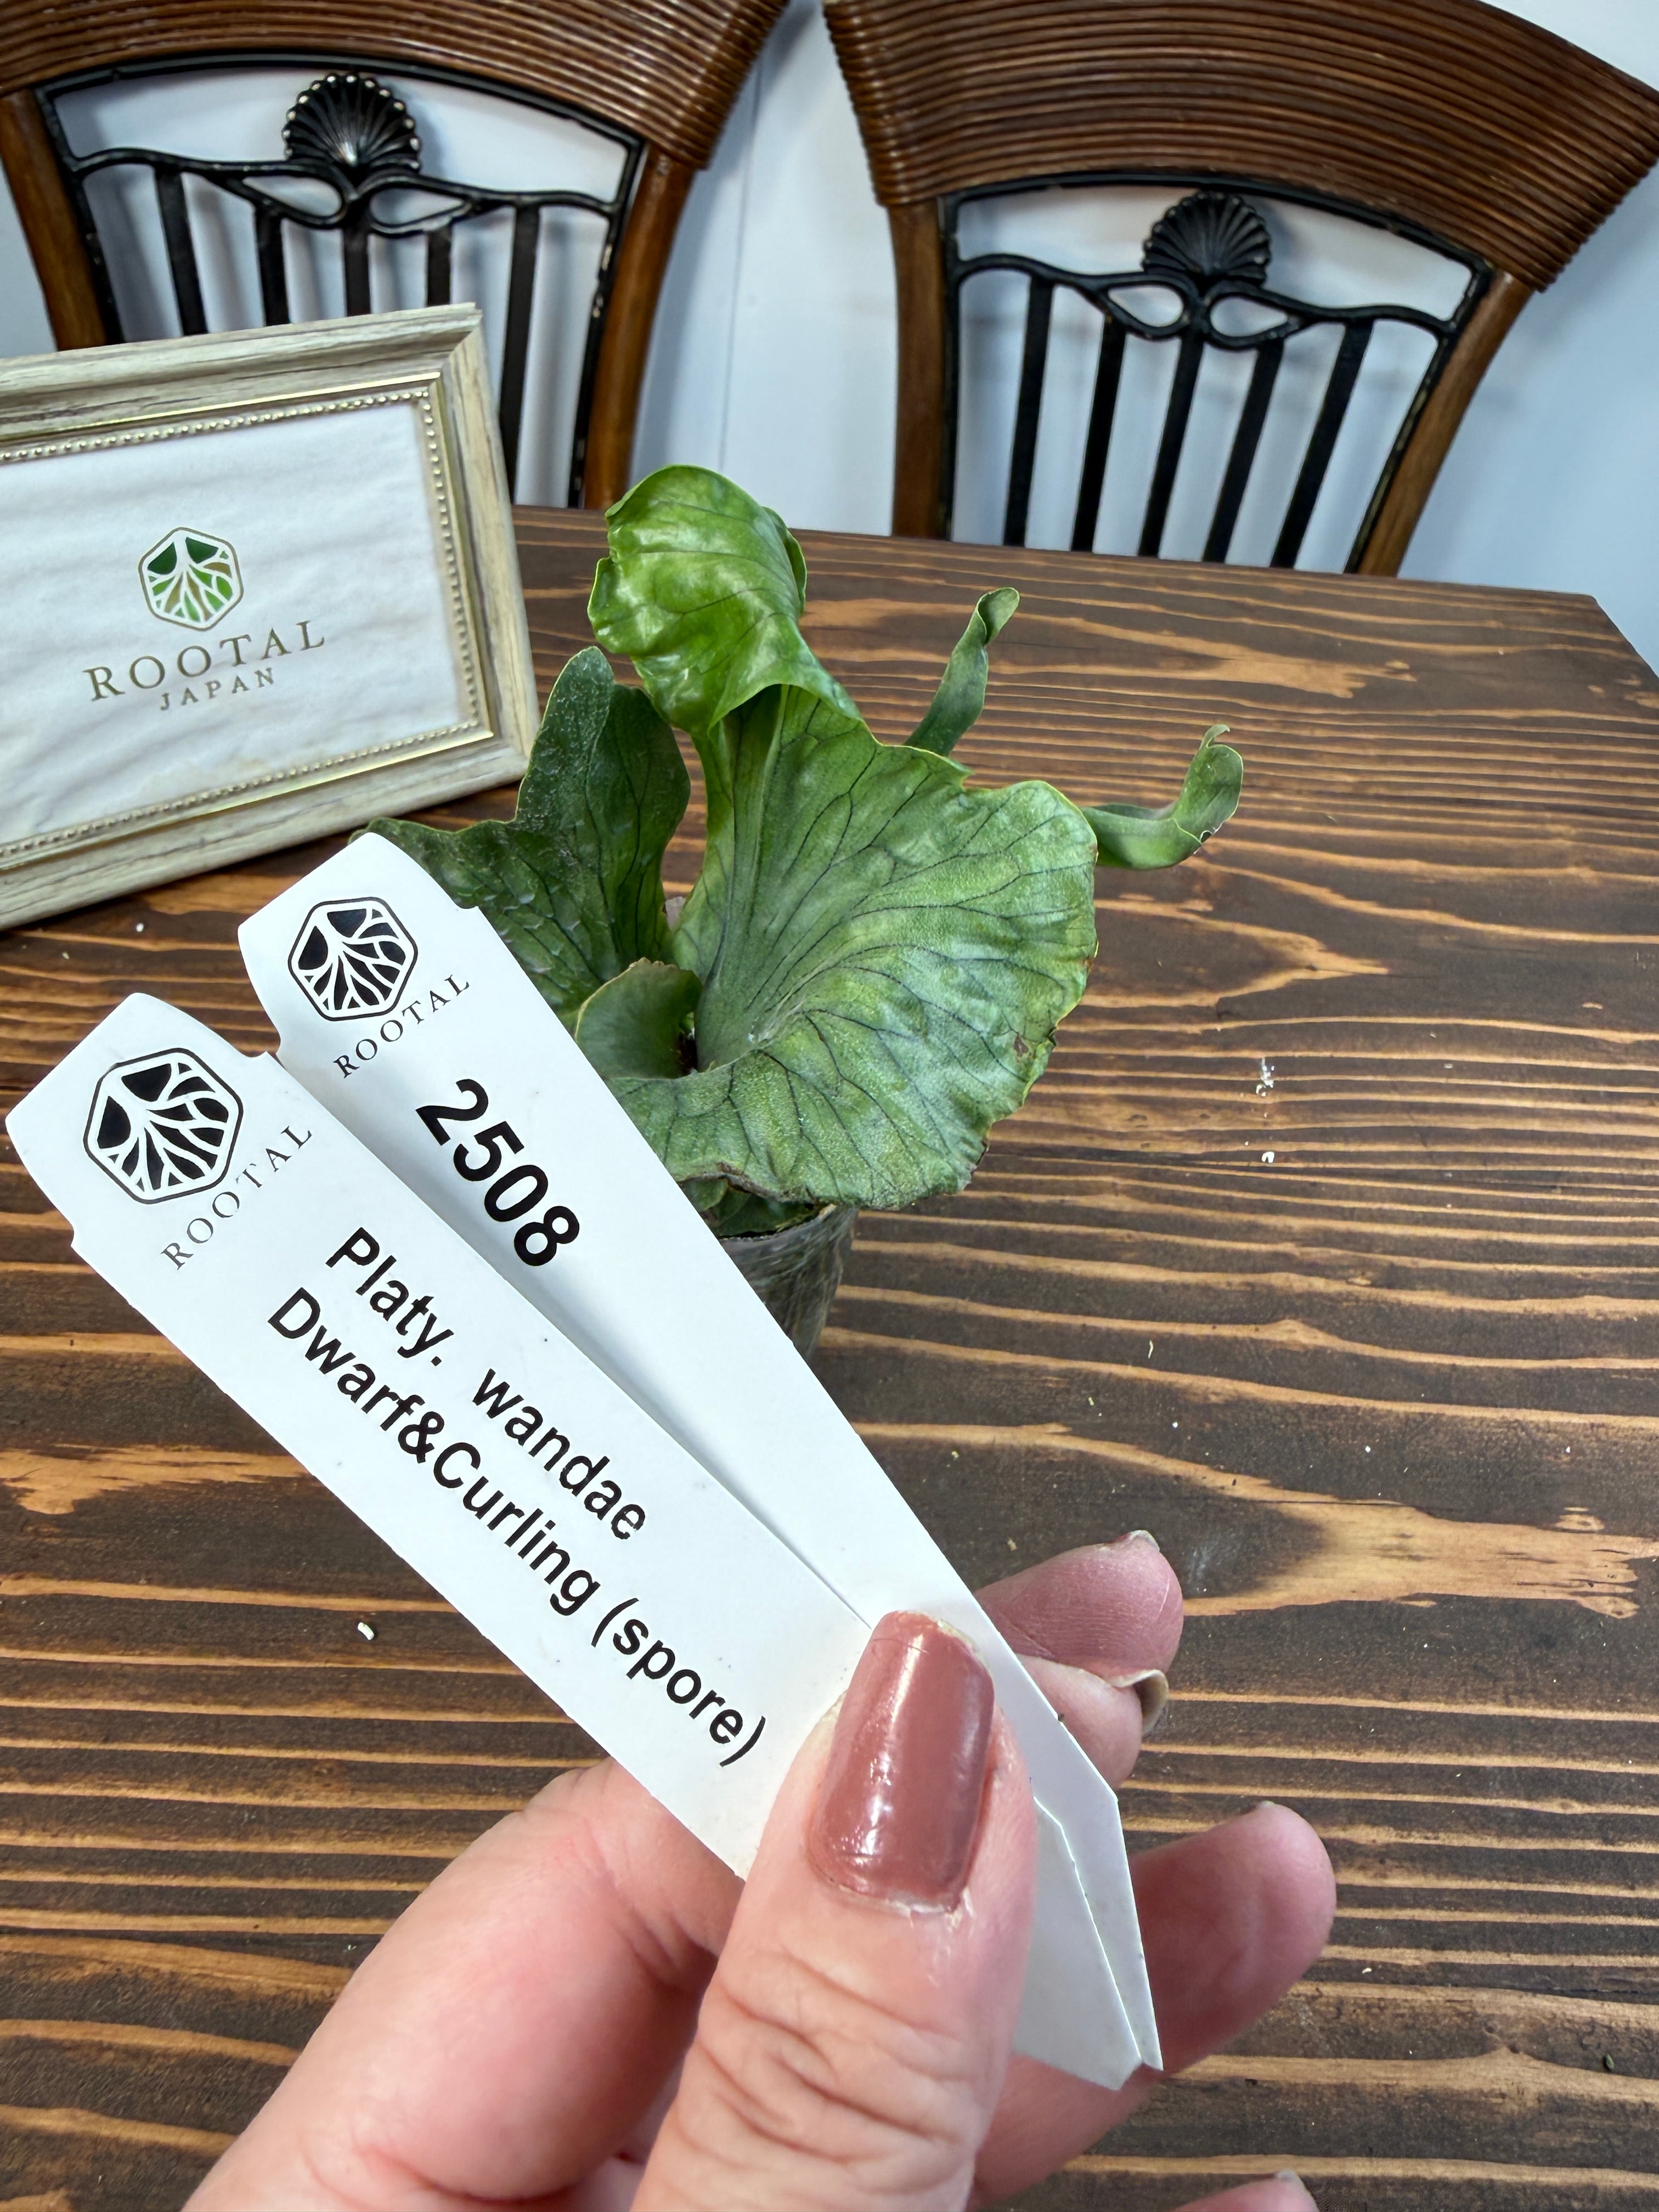 ROOTAL
JAPAN
ROOTAL
2508
ROOTAL
Platy. wandae
Dwarf&Curling (spore)